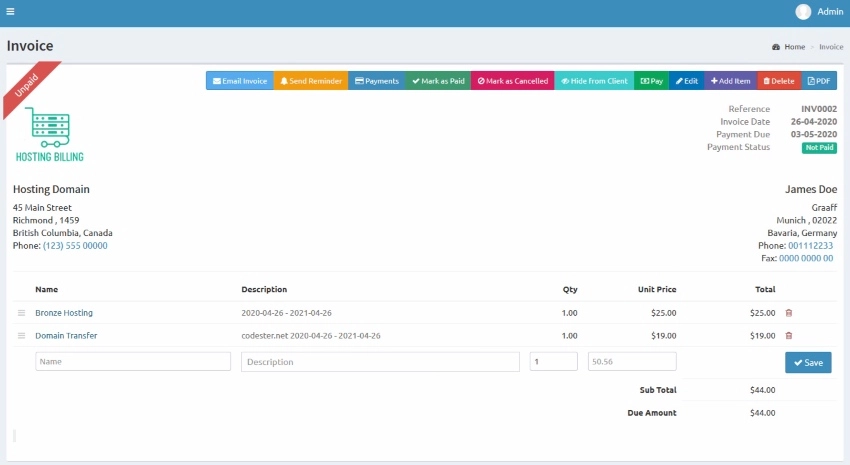 Admin
Invoice
Home > Invoice
Unpaid
Email Invoice Send Reminder Payments Mark as Paid Mark as Cancelled Hide from Client Pay Edit Add Item Delete PDF
Reference INV0002
Invoice Date 26-04-2020
Payment Due 03-05-2020
Payment Status Not Paid
HOSTING BILLING
Hosting Domain James Doe
45 Main Street Graaff
Richmond , 1459 Munich , 02022
British Columbia, Canada Bavaria, Germany
Phone: (123) 555 00000 Phone: 001112233
Fax: 0000 0000 00
Name Description Qty Unit Price Total
Bronze Hosting 2020-04-26 - 2021-04-26 1.00 $25.00 $25.00
Domain Transfer codester.net 2020-04-26 - 2021-04-26 1.00 $19.00 $19.00
Name Description 1 50.56 Save
Sub Total $44.00
Due Amount $44.00